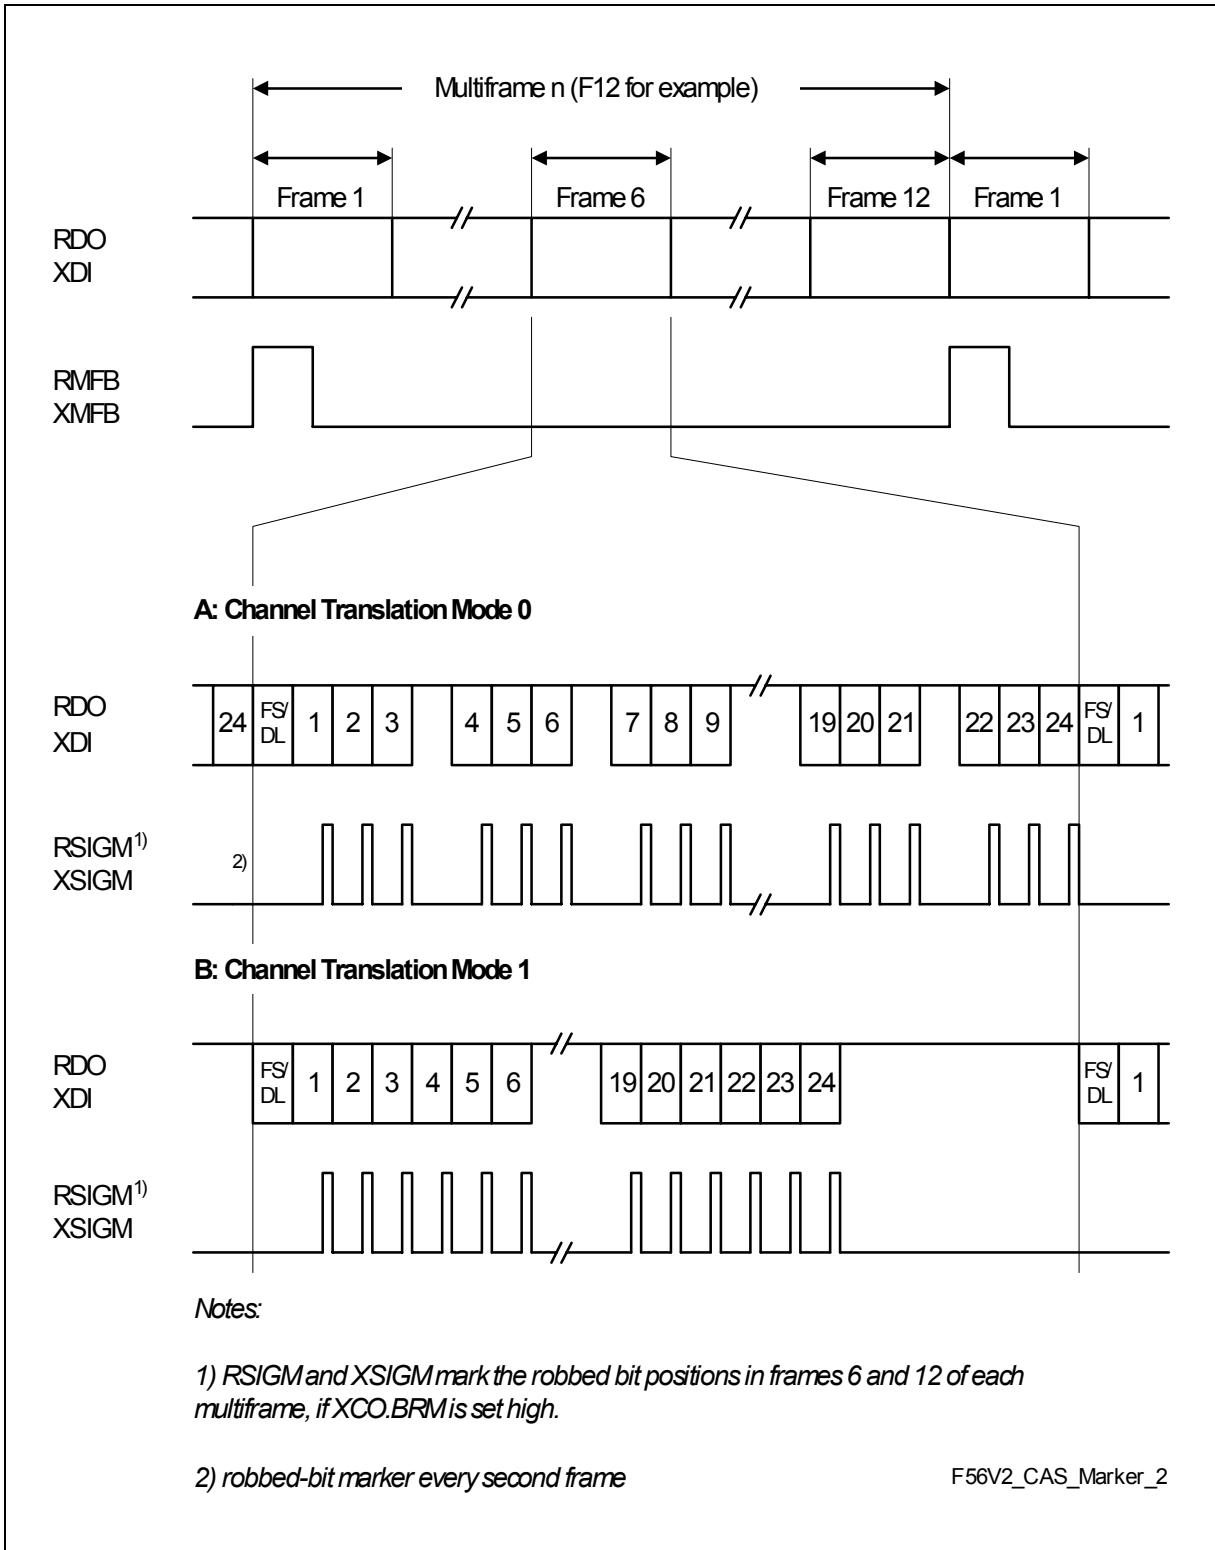 Multiframe n (F12 for example)
Frame 1 Frame 6 Frame 12 Frame 1
RDO
XDI
RMFB
XMFB
A: Channel Translation Mode 0
RDO
XDI
24 FS/DL 1 2 3 4 5 6 7 8 9 19 20 21 22 23 24 FS/DL 1
RSIGM1)
XSIGM
2)
B: Channel Translation Mode 1
RDO
XDI
FS/DL 1 2 3 4 5 6 19 20 21 22 23 24 FS/DL 1
RSIGM1)
XSIGM
Notes:
1) RSIGM and XSIGM mark the robbed bit positions in frames 6 and 12 of each
multiframe, if XCO.BRM is set high.
2) robbed-bit marker every second frame
F56V2_CAS_Marker_2